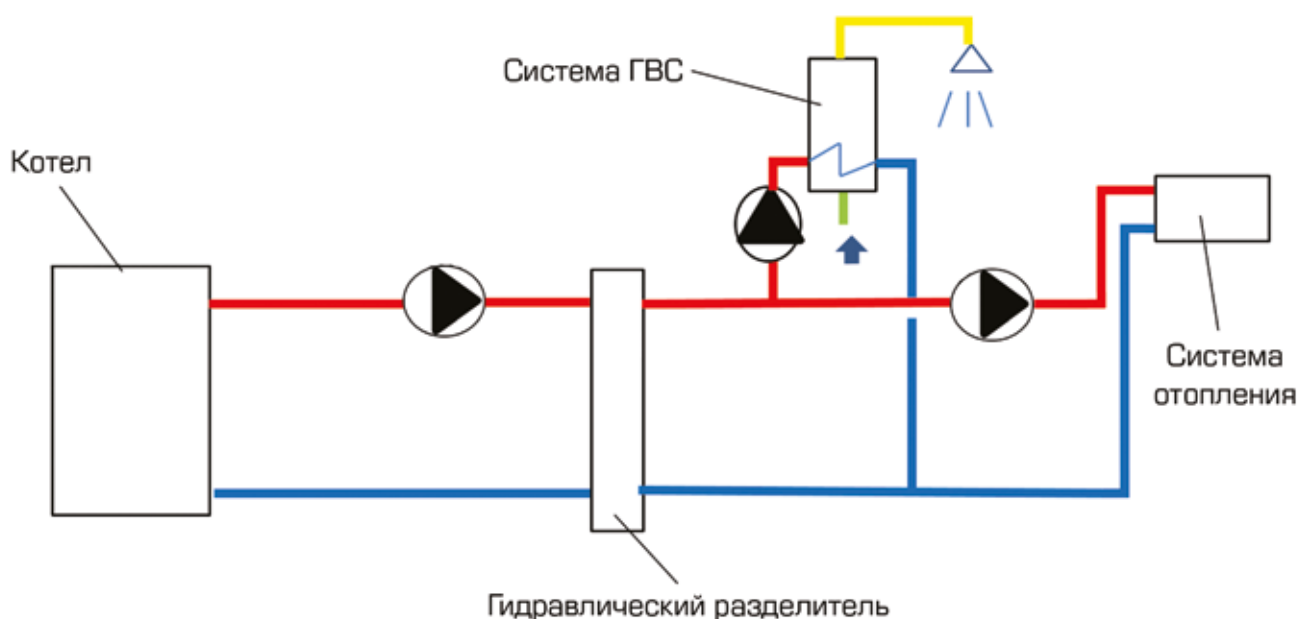 Система ГВС
Котел
Система
отопления
Гидравлический разделитель